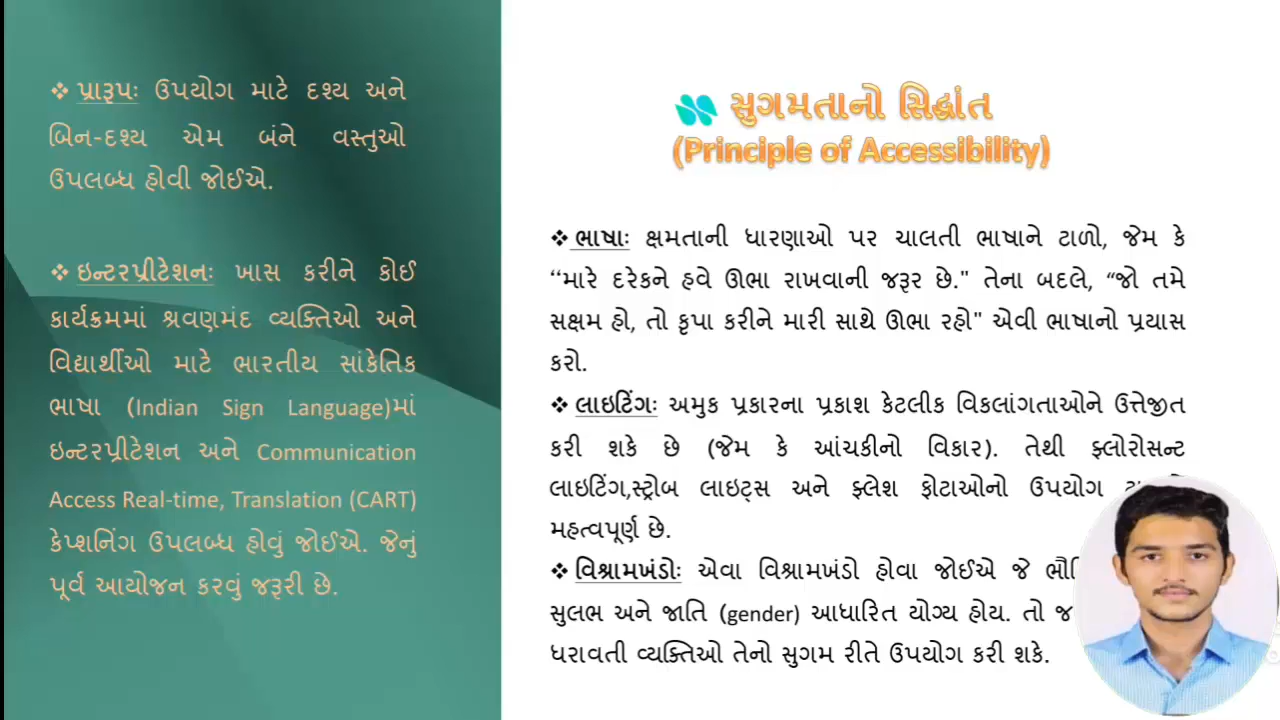 ❖ પ્રારૂપઃ ઉપયોગ માટે દશ્ય અને
બિન-દશ્ય એમ બંને વસ્તુઓ
ઉપલબ્ધ હોવી જોઈએ.
❖ ઇન્ટરપ્રીટેશનઃ ખાસ કરીને કોઈ
કાર્યક્રમમાં શ્રવણમંદ વ્યક્તિઓ અને
વિદ્યાર્થીઓ માટે ભારતીય સાંકેતિક
ભાષા (Indian Sign Language)માં
ઇન્ટરપ્રીટેશન અને Communication
Access Real-time, Translation (CART)
કેપ્શનિંગ ઉપલબ્ધ હોવું જોઈએ. જેનું
પૂર્વ આયોજન કરવું જરૂરી છે.
સુગમતાનો સિદ્ધાંત
(Principle of Accessibility)
❖ ભાષાઃ ક્ષમતાની ધારણાઓ પર ચાલતી ભાષાને ટાળો, જેમ કે
‘‘મારે દરેકને હવે ઊભા રાખવાની જરૂર છે." તેના બદલે, “જો તમે
સક્ષમ હો, તો કૃપા કરીને મારી સાથે ઊભા રહો" એવી ભાષાનો પ્રયાસ
કરો.
❖ લાઇટિંગઃ અમુક પ્રકારના પ્રકાશ કેટલીક વિકલાંગતાઓને ઉત્તેજીત
કરી શકે છે (જેમ કે આંચકીનો વિકાર). તેથી ફ્લોરોસન્ટ
લાઇટિંગ,સ્ટ્રોબ લાઇટ્સ અને ફ્લેશ ફોટાઓનો ઉપયોગ
મહત્વપૂર્ણ છે.
❖ વિશ્રામખંડોઃ એવા વિશ્રામખંડો હોવા જોઈએ જે
સુલભ અને જાતિ (gender) આધારિત યોગ્ય હોય. તો જ
ધરાવતી વ્યક્તિઓ તેનો સુગમ રીતે ઉપયોગ કરી શકે.